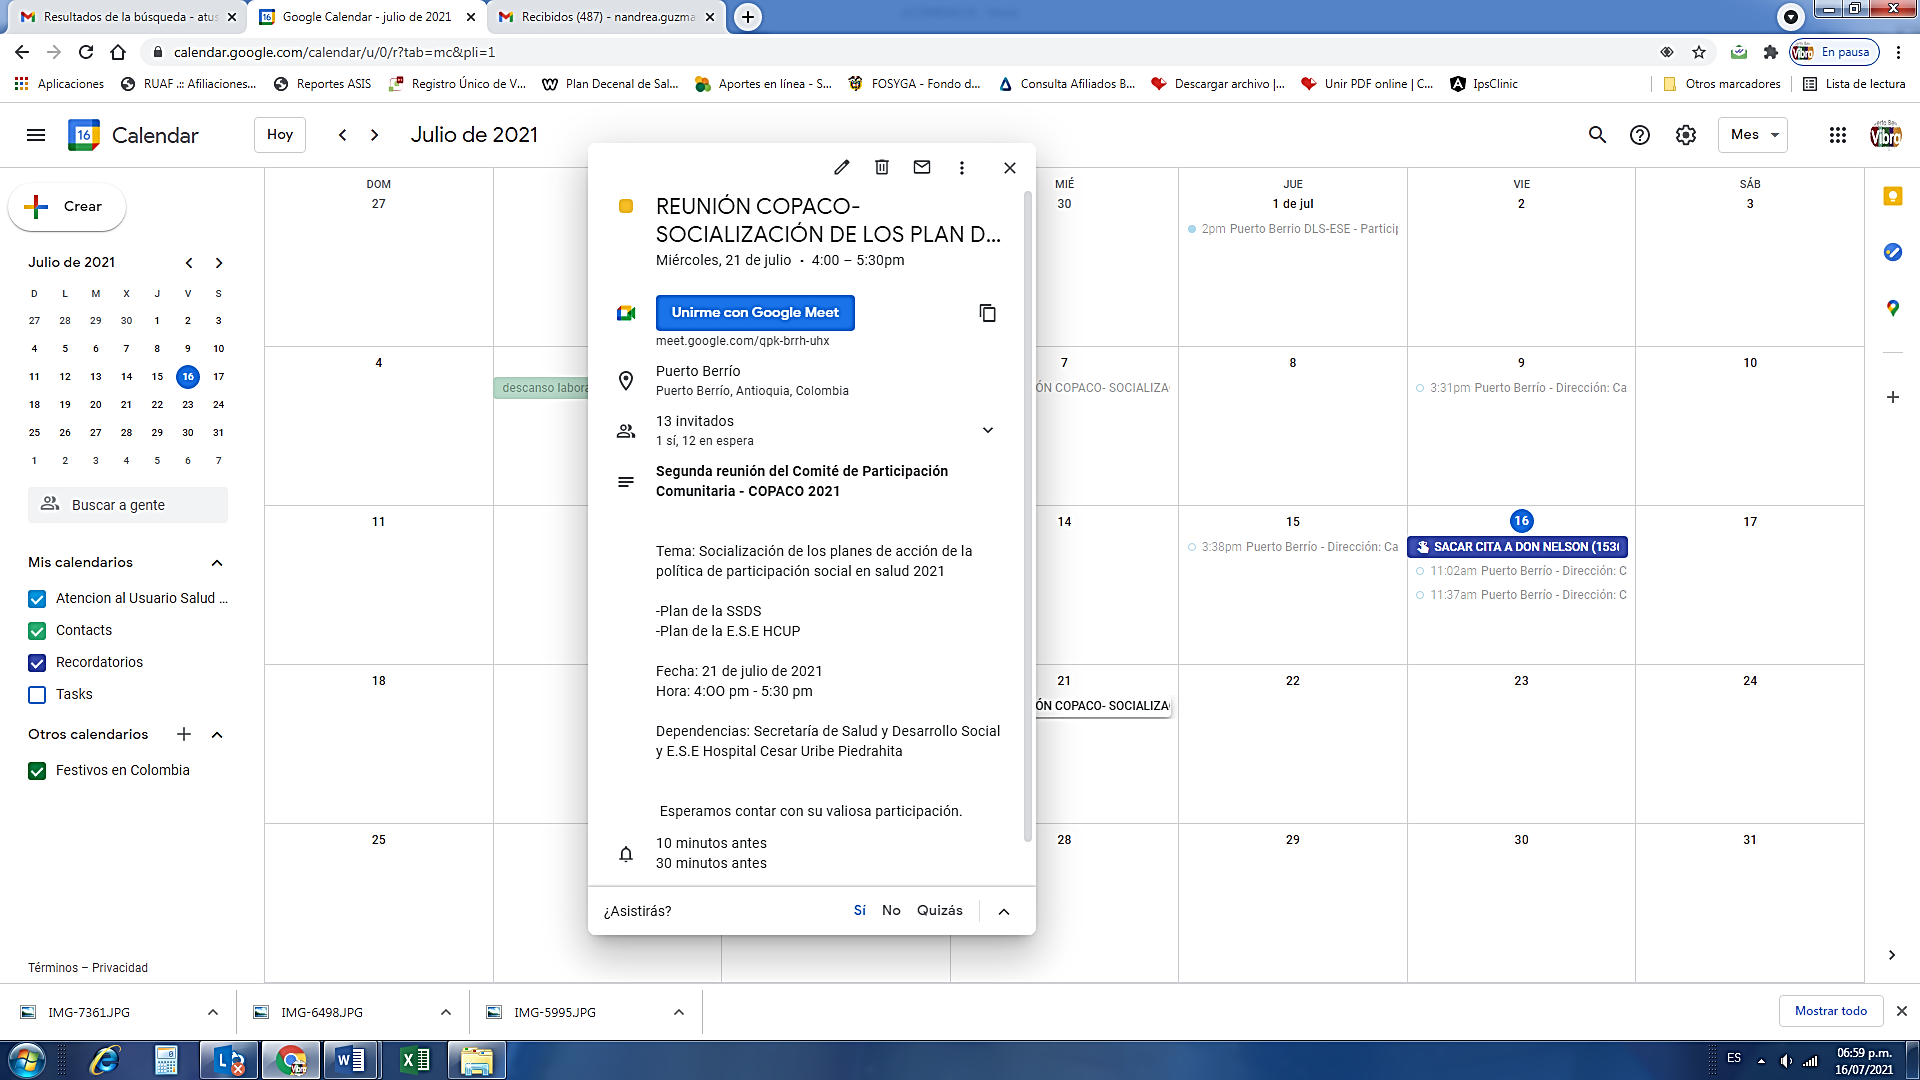 Resultados de la búsqueda - atus
Google Calendar - julio de 2021
Recibidos (487) - nandrea.guzma
calendar.google.com/calendar/u/0/r?tab=mc&pli=1
En pausa
Aplicaciones
RUAF .:: Afiliaciones...
Reportes ASIS
Registro Único de V...
Plan Decenal de Sal...
Aportes en línea - S...
FOSYGA - Fondo d...
Consulta Afiliados B...
Descargar archivo |...
Unir PDF online | C...
IpsClinic
Otros marcadores
Lista de lectura
16
Calendar
Hoy
Julio de 2021
Mes
Crear
Julio de 2021
D L M X J V S
27 28 29 30 1 2 3
4 5 6 7 8 9 10
11 12 13 14 15 16 17
18 19 20 21 22 23 24
25 26 27 28 29 30 31
1 2 3 4 5 6 7
Buscar a gente
Mis calendarios
Atencion al Usuario Salud ...
Contacts
Recordatorios
Tasks
Otros calendarios
Festivos en Colombia
Términos – Privacidad
DOM
27
MIÉ
30
JUE
1 de jul
VIE
2
SÁB
3
2pm Puerto Berrio DLS-ESE - Particip
4
descanso labora
7
ÓN COPACO- SOCIALIZA
8
9
3:31pm Puerto Berrío - Dirección: Ca
10
11
14
15
3:38pm Puerto Berrío - Dirección: Ca
16
SACAR CITA A DON NELSON (1530
11:02am Puerto Berrío - Dirección: C
11:37am Puerto Berrío - Dirección: C
17
18
21
ÓN COPACO- SOCIALIZA
22
23
24
25
28
29
30
31
REUNIÓN COPACO-
SOCIALIZACIÓN DE LOS PLAN D...
Miércoles, 21 de julio • 4:00 – 5:30pm
Unirme con Google Meet
meet.google.com/qpk-brrh-uhx
Puerto Berrío
Puerto Berrío, Antioquia, Colombia
13 invitados
1 sí, 12 en espera
Segunda reunión del Comité de Participación
Comunitaria - COPACO 2021
Tema: Socialización de los planes de acción de la
política de participación social en salud 2021
-Plan de la SSDS
-Plan de la E.S.E HCUP
Fecha: 21 de julio de 2021
Hora: 4:OO pm - 5:30 pm
Dependencias: Secretaría de Salud y Desarrollo Social
y E.S.E Hospital Cesar Uribe Piedrahita
Esperamos contar con su valiosa participación.
10 minutos antes
30 minutos antes
¿Asistirás?
Sí
No
Quizás
IMG-7361.JPG
IMG-6498.JPG
IMG-5995.JPG
Mostrar todo
ES
06:59 p.m.
16/07/2021